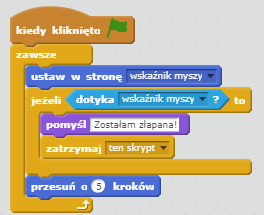 kiedy kliknięto
zawsze
ustaw w stronę wskaźnik myszy
jeżeli dotyka wskaźnik myszy ? to
pomyśl Zostałam złapana!
zatrzymaj ten skrypt
przesuń o 5 kroków